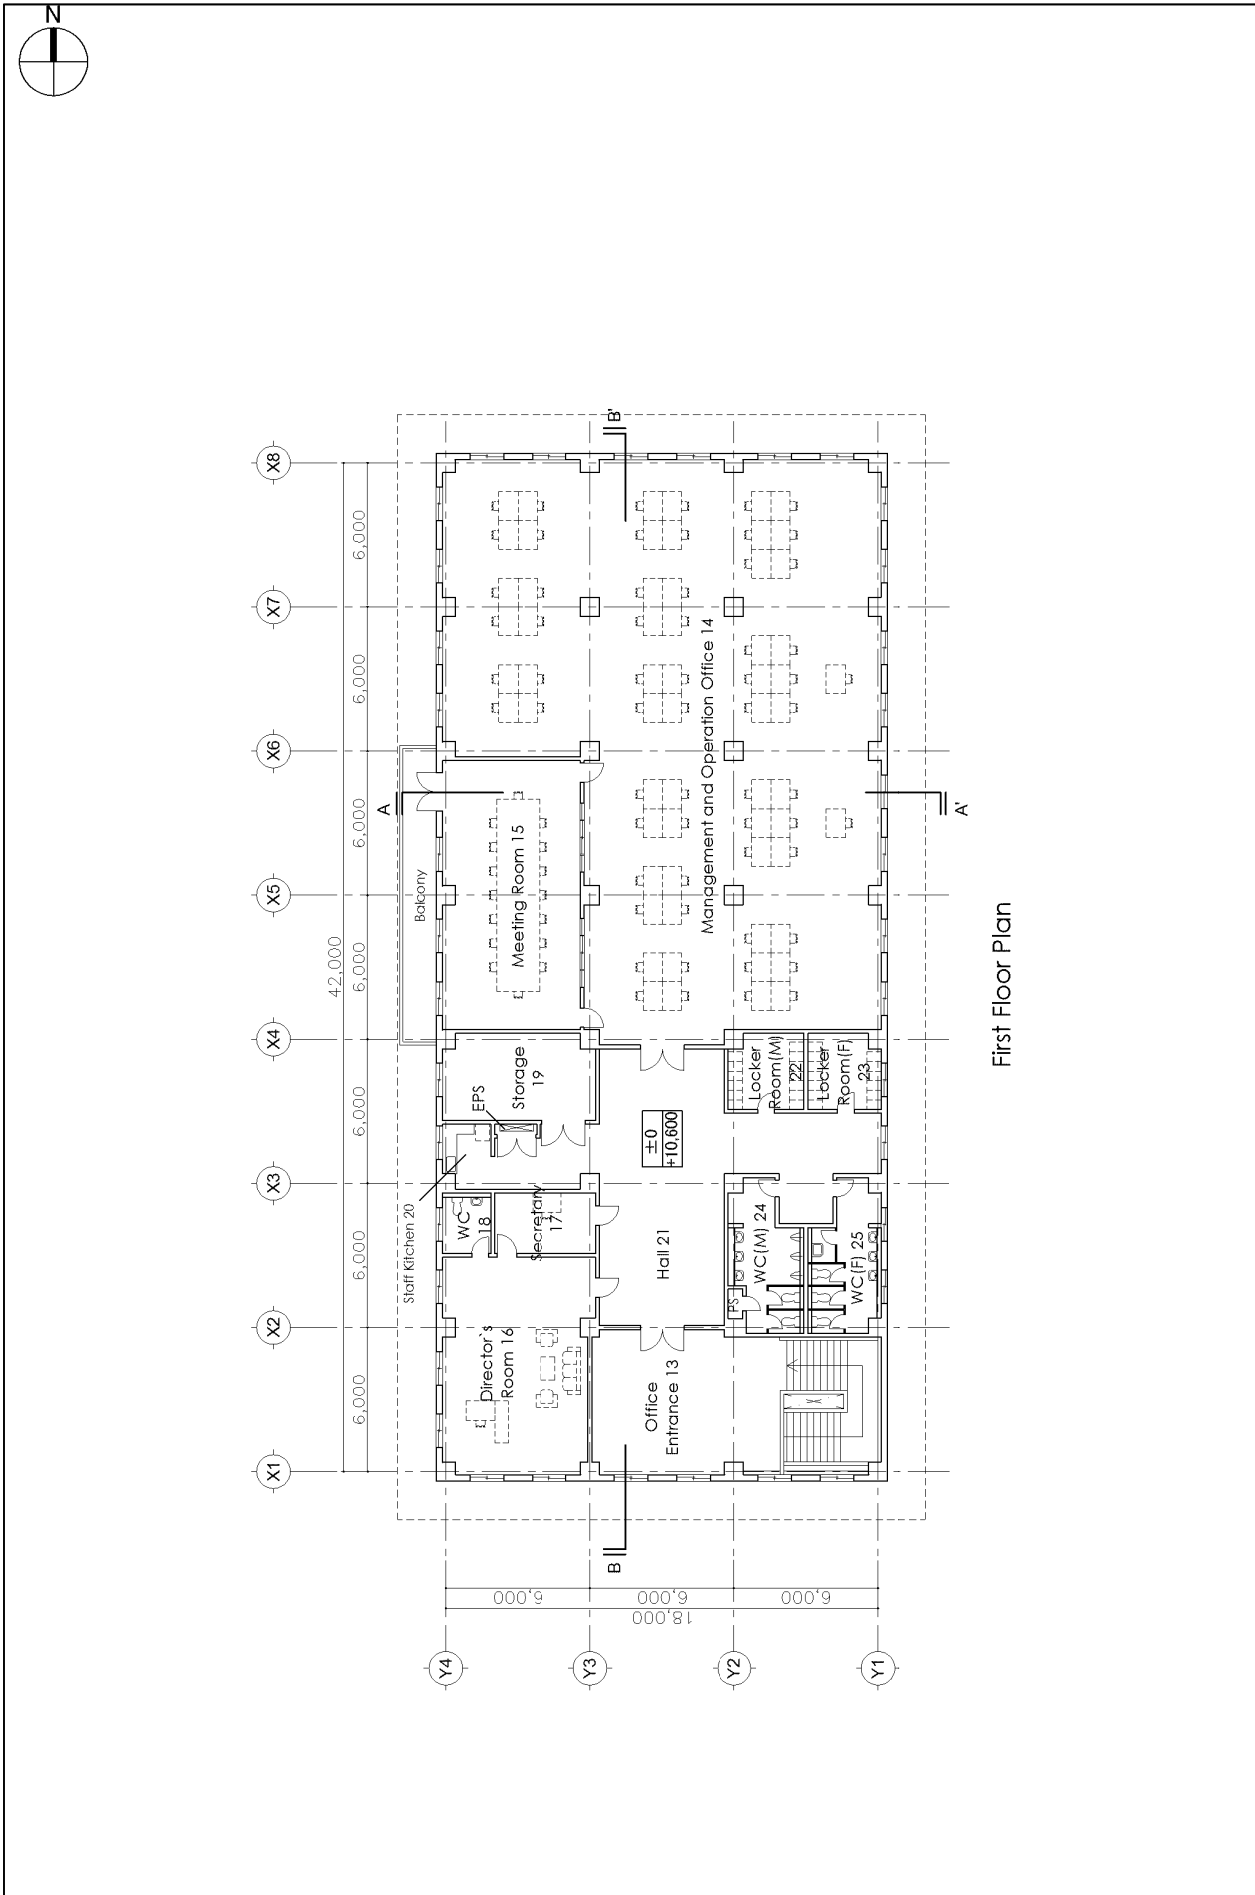 N
X1
X2
X3
X4
X5
X6
X7
X8
42,000
6,000
6,000
6,000
6,000
6,000
6,000
6,000
Staff Kitchen 20
Balcony
A
A'
B
B'
WC
18
Secretary
17
EPS
Storage
19
Meeting Room 15
Director`s
Room 16
Office
Entrance 13
Hall 21
±0
+10,600
Management and Operation Office 14
Locker
Room(M)
22
Locker
Room(F)
23
PS
WC(M) 24
WC(F) 25
Y4
Y3
Y2
Y1
6,000
6,000
6,000
18,000
First Floor Plan